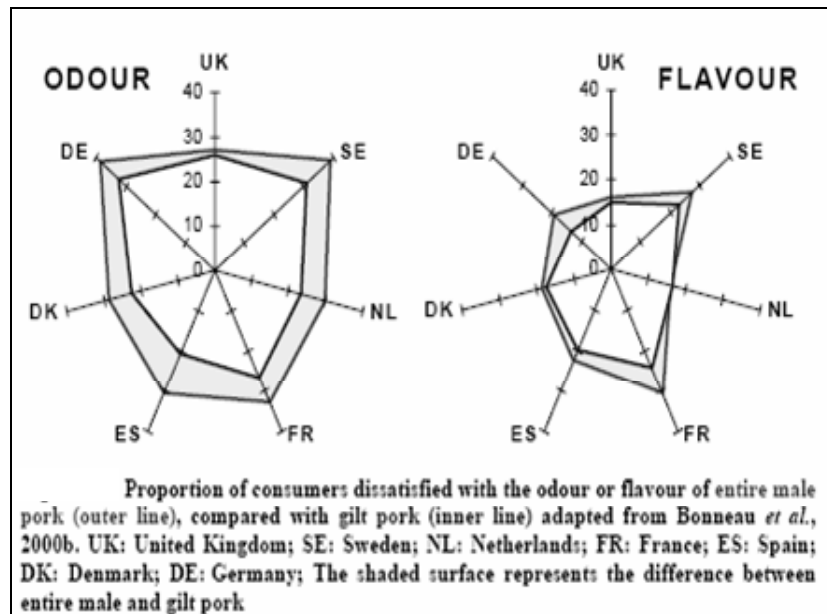 UK
ODOUR
FLAVOUR
40
30
20
10
0
DE
SE
DK
NL
ES
FR
UK
40
30
20
10
0
DE
SE
DK
NL
ES
FR
Proportion of consumers dissatisfied with the odour or flavour of entire male
pork (outer line), compared with gilt pork (inner line) adapted from Bonneau et al.,
2000b. UK: United Kingdom; SE: Sweden; NL: Netherlands; FR: France; ES: Spain;
DK: Denmark; DE: Germany; The shaded surface represents the difference between
entire male and gilt pork